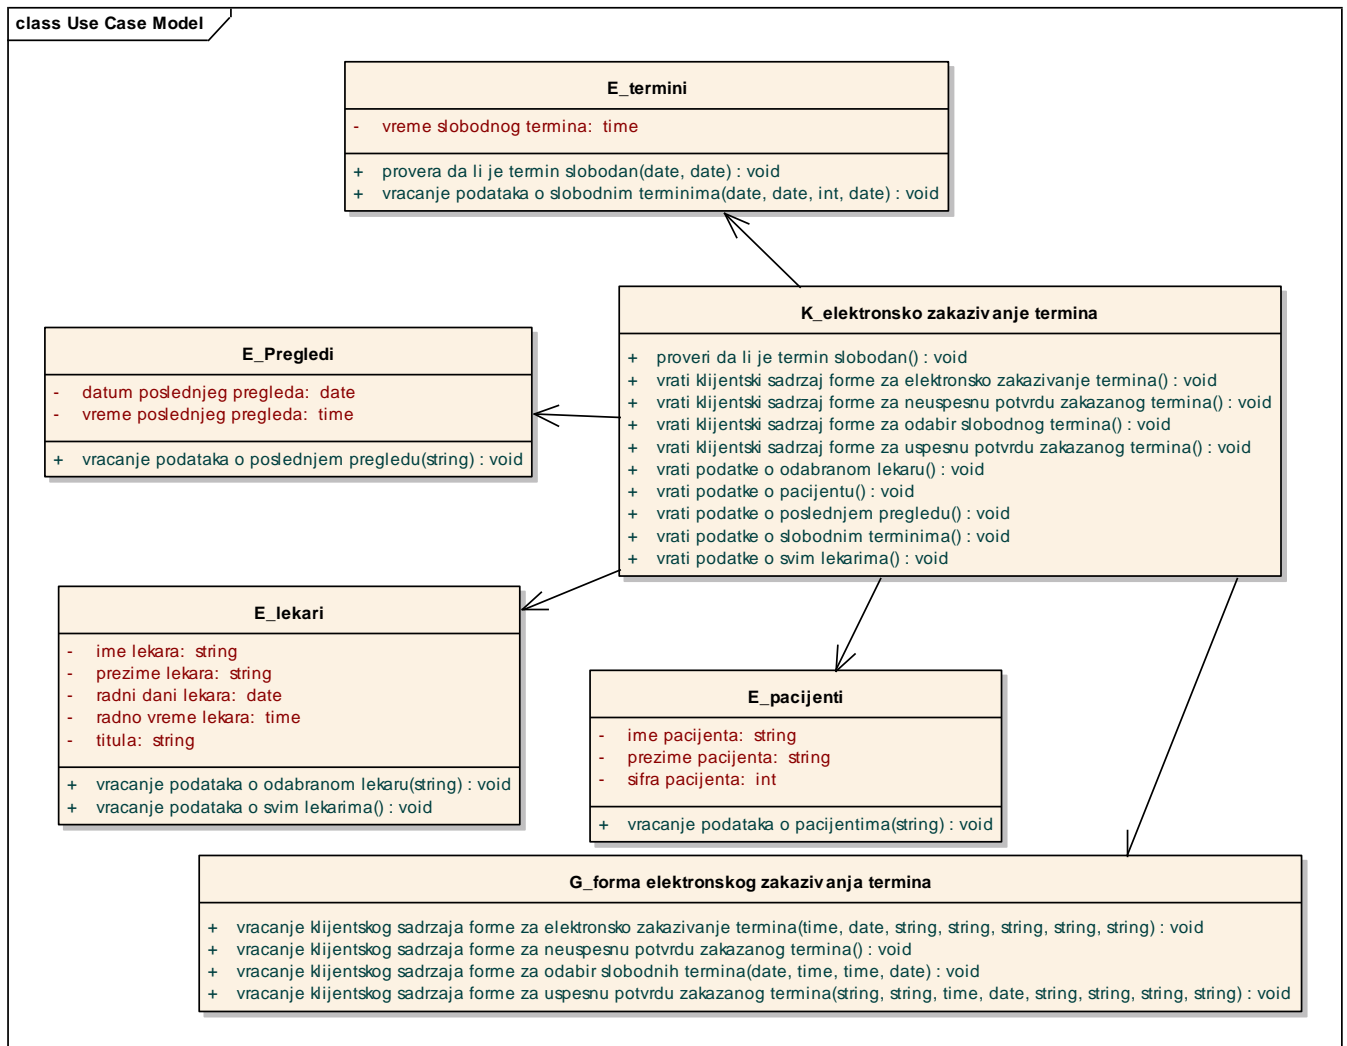 class Use Case Model
E_termini
- vreme slobodnog termina: time
+ provera da li je termin slobodan(date, date) : void
+ vracanje podataka o slobodnim terminima(date, date, int, date) : void
K_elektronsko zakazivanje termina
+ proveri da li je termin slobodan() : void
+ vrati klijentski sadrzaj forme za elektronsko zakazivanje termina() : void
+ vrati klijentski sadrzaj forme za neuspesnu potvrdu zakazanog termina() : void
+ vrati klijentski sadrzaj forme za odabir slobodnog termina() : void
+ vrati klijentski sadrzaj forme za uspesnu potvrdu zakazanog termina() : void
+ vrati podatke o odabranom lekaru() : void
+ vrati podatke o pacijentu() : void
+ vrati podatke o poslednjem pregledu() : void
+ vrati podatke o slobodnim terminima() : void
+ vrati podatke o svim lekarima() : void
E_Pregledi
- datum poslednjeg pregleda: date
- vreme poslednjeg pregleda: time
+ vracanje podataka o poslednjem pregledu(string) : void
E_lekari
- ime lekara: string
- prezime lekara: string
- radni dani lekara: date
- radno vreme lekara: time
- titula: string
+ vracanje podataka o odabranom lekaru(string) : void
+ vracanje podataka o svim lekarima() : void
E_pacijenti
- ime pacijenta: string
- prezime pacijenta: string
- sifra pacijenta: int
+ vracanje podataka o pacijentima(string) : void
G_forma elektronskog zakazivanja termina
+ vracanje klijentskog sadrzaja forme za elektronsko zakazivanje termina(time, date, string, string, string, string, string) : void
+ vracanje klijentskog sadrzaja forme za neuspesnu potvrdu zakazanog termina() : void
+ vracanje klijentskog sadrzaja forme za odabir slobodnih termina(date, time, time, date) : void
+ vracanje klijentskog sadrzaja forme za uspesnu potvrdu zakazanog termina(string, string, time, date, string, string, string, string) : void